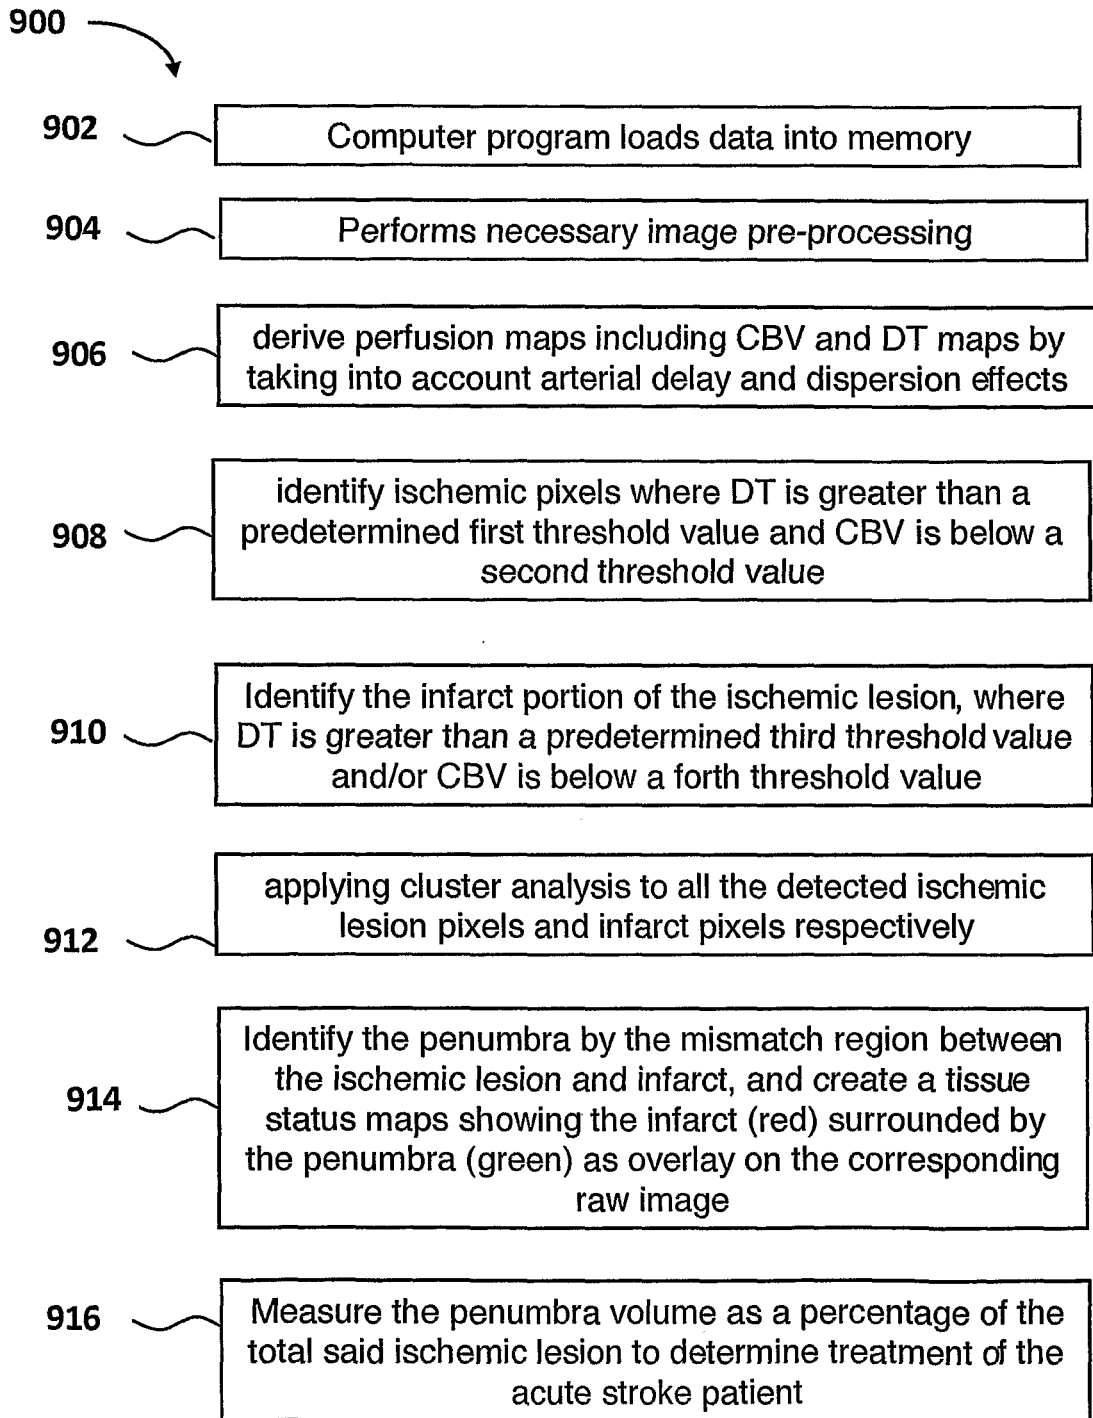 900
902
Computer program loads data into memory
904
Performs necessary image pre-processing
906
derive perfusion maps including CBV and DT maps by
taking into account arterial delay and dispersion effects
908
identify ischemic pixels where DT is greater than a
predetermined first threshold value and CBV is below a
second threshold value
910
Identify the infarct portion of the ischemic lesion, where
DT is greater than a predetermined third threshold value
and/or CBV is below a forth threshold value
912
applying cluster analysis to all the detected ischemic
lesion pixels and infarct pixels respectively
914
Identify the penumbra by the mismatch region between
the ischemic lesion and infarct, and create a tissue
status maps showing the infarct (red) surrounded by
the penumbra (green) as overlay on the corresponding
raw image
916
Measure the penumbra volume as a percentage of the
total said ischemic lesion to determine treatment of the
acute stroke patient